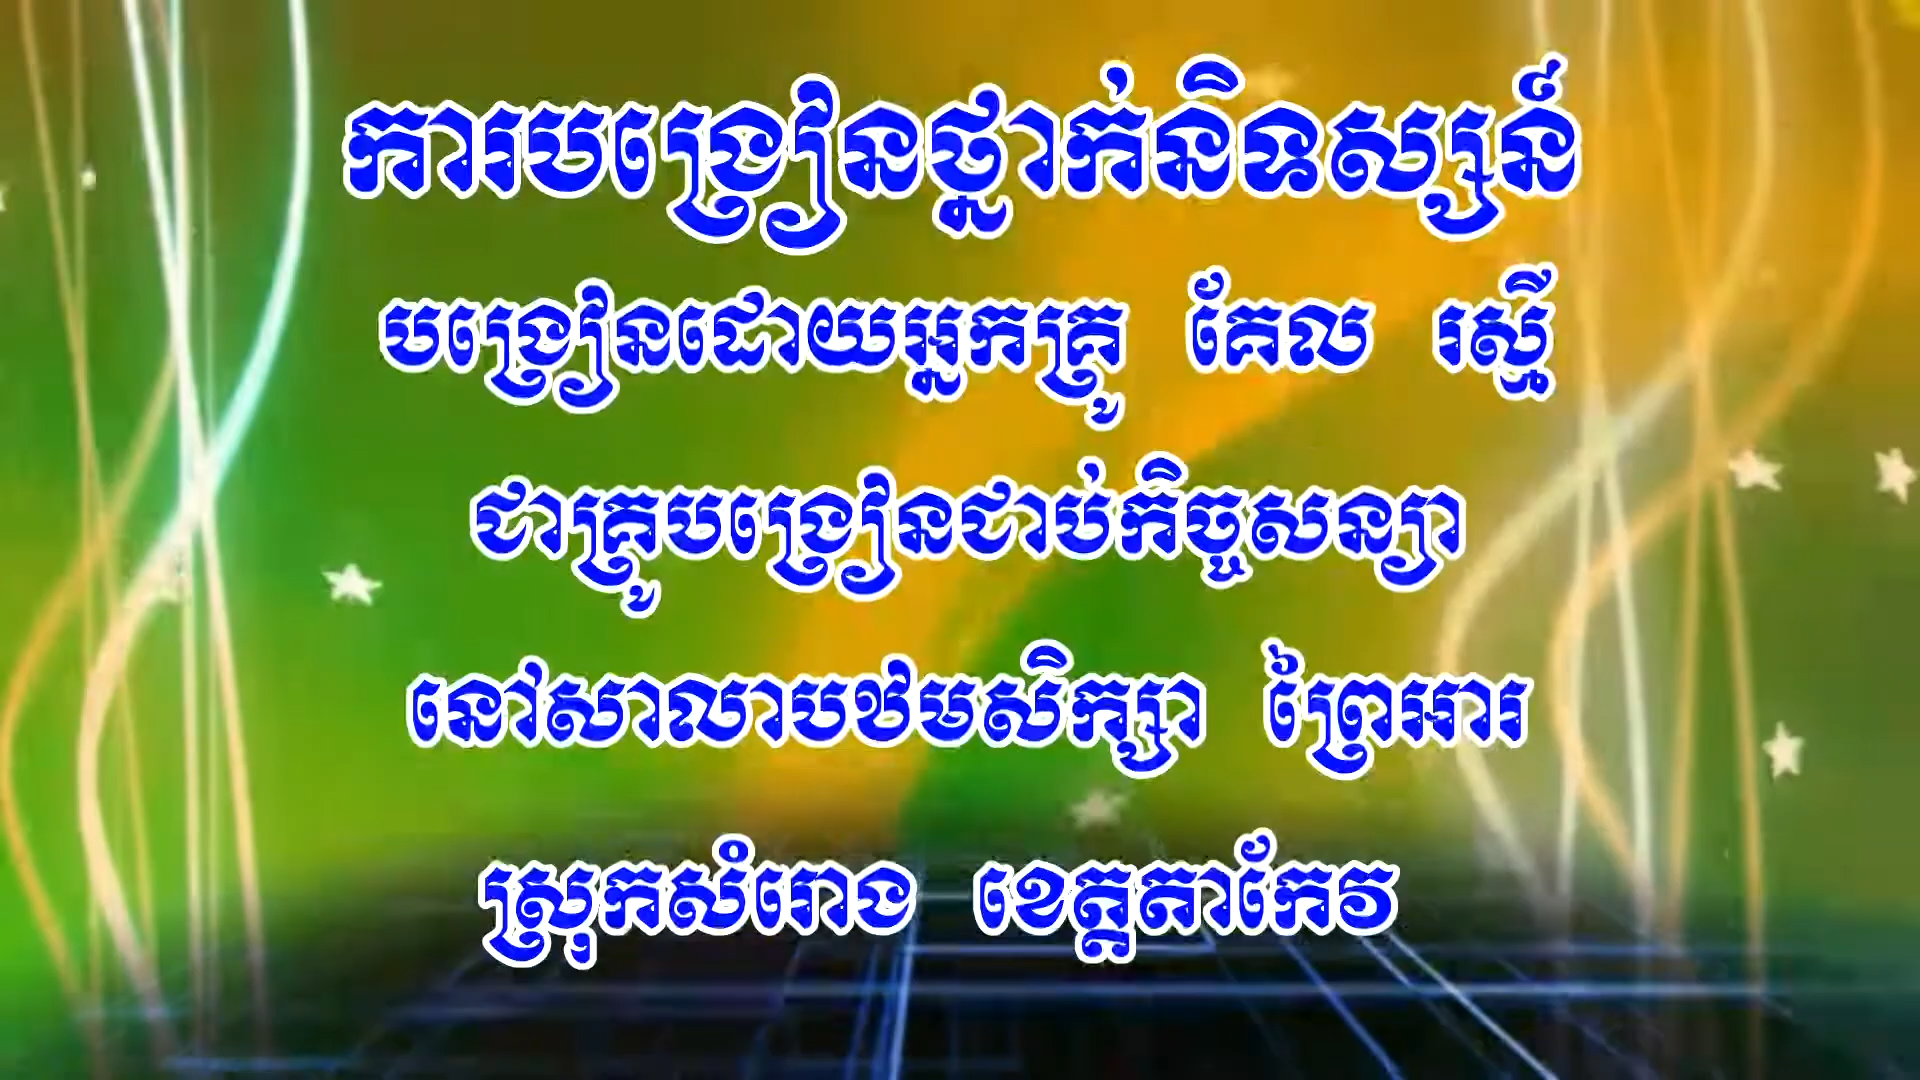 ការបង្រៀនថ្នាក់និទស្សន៍
បង្រៀនដោយអ្នកគ្រូ គែល រស្មី
ជាគ្រូបង្រៀនជាប់កិច្ចសន្យា
នៅសាលាបឋមសិក្សា ព្រៃអារ
ស្រុកសំរោង ខេត្តតាកែវ